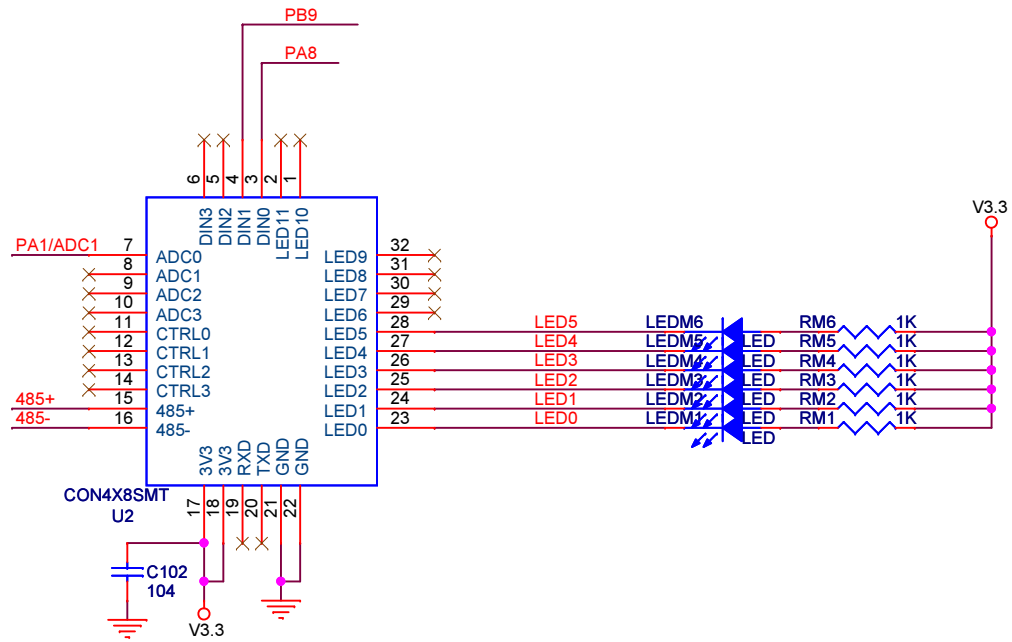 PB9
PA8
6 5 4 3 2 1
DIN3 DIN2 DIN1 DIN0 LED11 LED10
V3.3
PA1/ADC1 7 ADC0 LED9 32
8 ADC1 LED8 31
9 ADC2 LED7 30
10 ADC3 LED6 29
11 CTRL0 LED5 28 LED5 LEDM6 LED RM6 1K
12 CTRL1 LED4 27 LED4 LEDM5 LED RM5 1K
13 CTRL2 LED3 26 LED3 LEDM4 LED RM4 1K
14 CTRL3 LED2 25 LED2 LEDM3 LED RM3 1K
485+ 15 485+ LED1 24 LED1 LEDM2 LED RM2 1K
485- 16 485- LED0 23 LED0 LEDM1 LED RM1 1K
3V3 3V3 RXD TXD GND GND
17 18 19 20 21 22
CON4X8SMT
U2
C102
104
V3.3